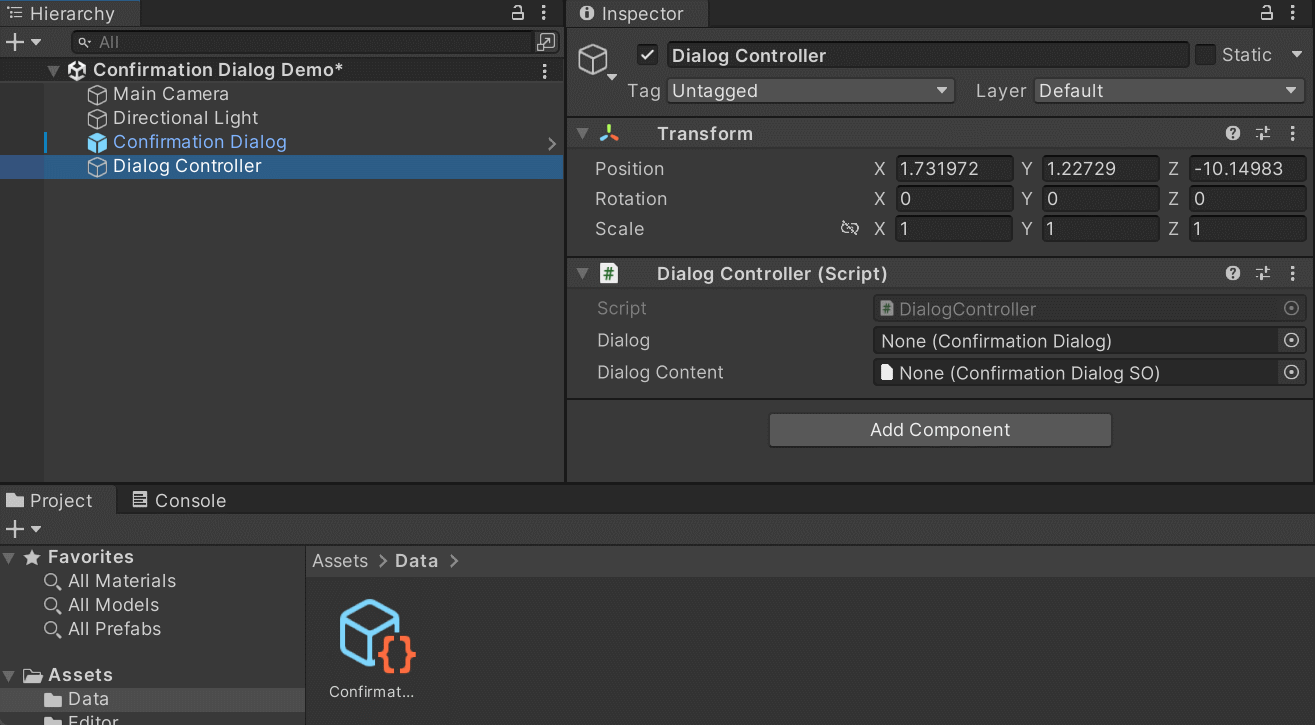 Hierarchy
All
Confirmation Dialog Demo*
Main Camera
Directional Light
Confirmation Dialog
Dialog Controller
Inspector
Dialog Controller
Static
Tag Untagged Layer Default
Transform
Position X 1.731972 Y 1.22729 Z -10.14983
Rotation X 0 Y 0 Z 0
Scale X 1 Y 1 Z 1
# Dialog Controller (Script)
Script # DialogController
Dialog None (Confirmation Dialog)
Dialog Content None (Confirmation Dialog SO)
Add Component
Project Console
Favorites
All Materials
All Models
All Prefabs
Assets
Data
Editor
Assets > Data >
{}
Confirmat...